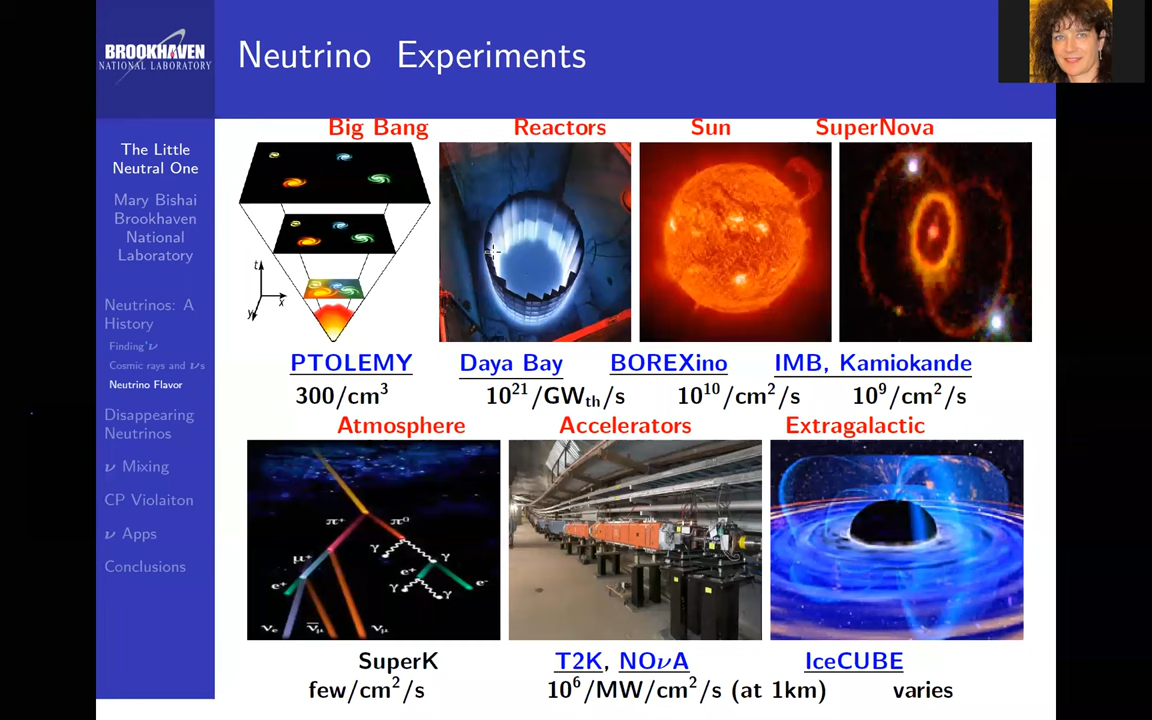 BROOKHAVEN
NATIONAL LABORATORY
Neutrino Experiments
The Little
Neutral One
Mary Bishai
Brookhaven
National
Laboratory
Neutrinos: A
History
Finding ν
Cosmic rays and νs
Neutrino Flavor
Disappearing
Neutrinos
ν Mixing
CP Violaiton
ν Apps
Conclusions
Big Bang Reactors Sun SuperNova
t
x
y
PTOLEMY Daya Bay BOREXino IMB, Kamiokande
300/cm³ 10²¹/GWth/s 10¹⁰/cm²/s 10⁹/cm²/s
Atmosphere Accelerators Extragalactic
π⁺ π⁰
γ γ
μ⁺
e⁺ e⁺ γ γ e⁻
νe ν̄μ νμ
SuperK T2K, NOνA IceCUBE
few/cm²/s 10⁶/MW/cm²/s (at 1km) varies